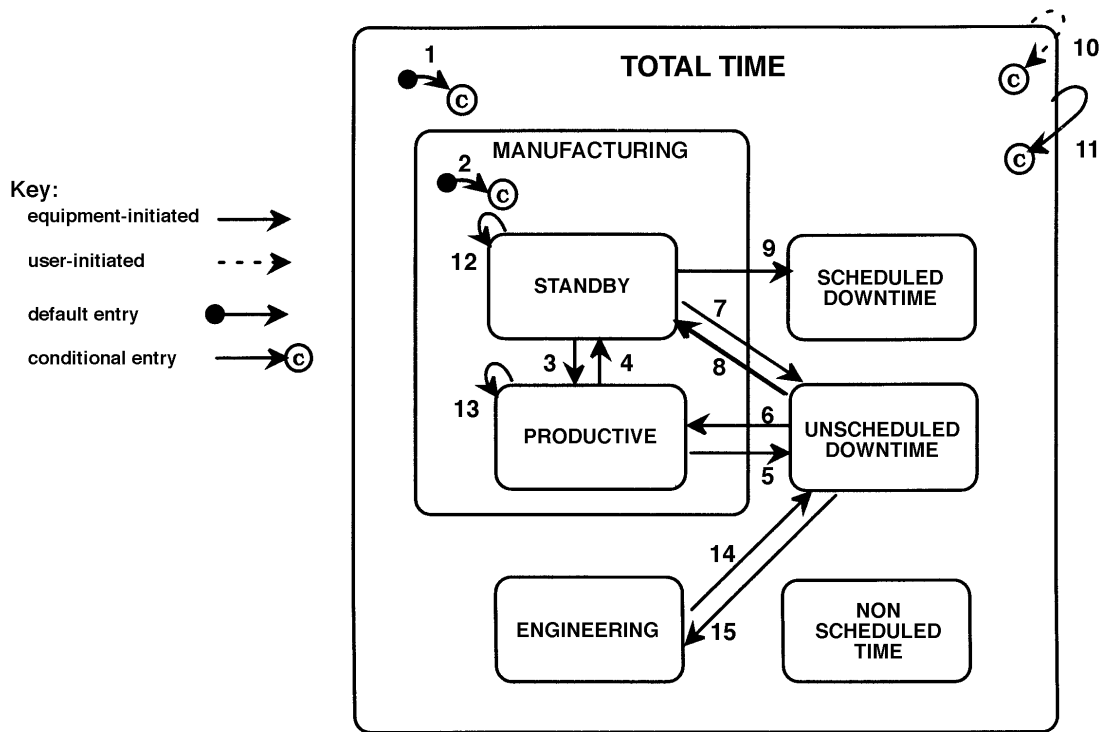 TOTAL TIME
1
10
c
c
11
c
MANUFACTURING
2
c
Key:
equipment-initiated
user-initiated
default entry
conditional entry
c
12
STANDBY
9
SCHEDULED
DOWNTIME
7
8
3
4
13
PRODUCTIVE
6
5
UNSCHEDULED
DOWNTIME
14
15
ENGINEERING
NON
SCHEDULED
TIME